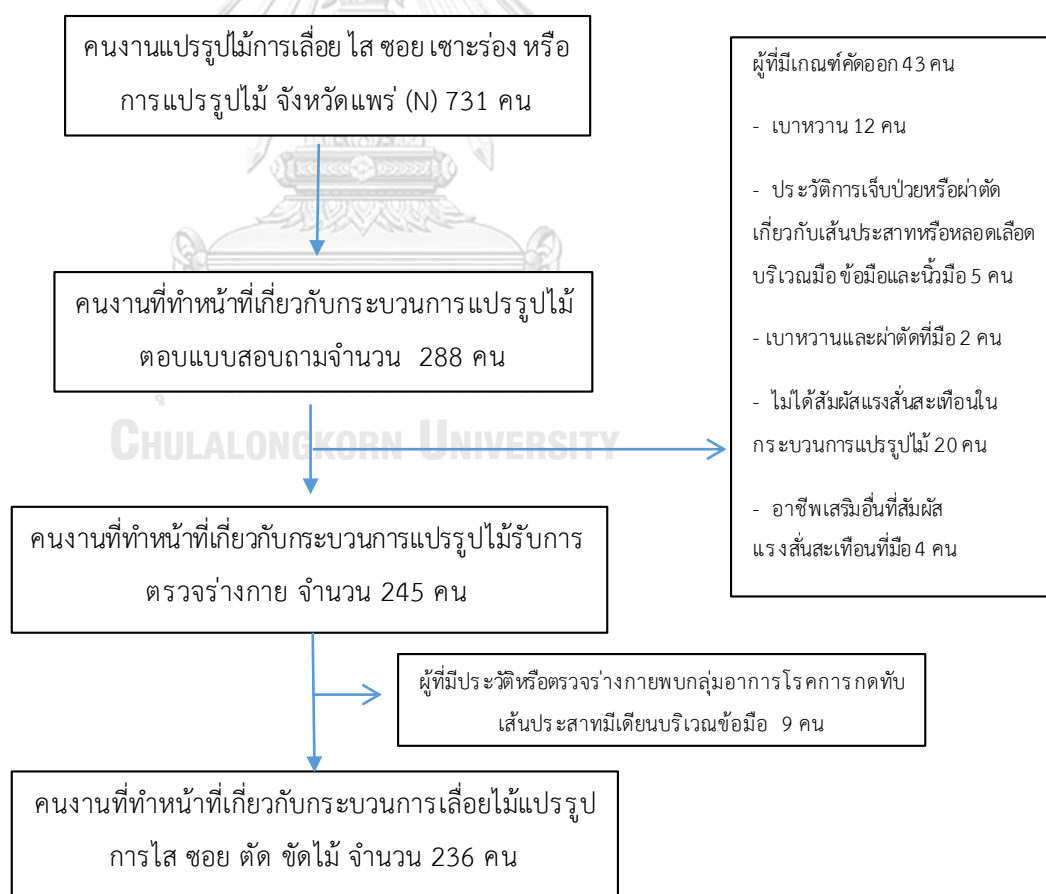 คนงานแปรรูปไม้การเลื่อย ไส ซอย เซาะร่อง หรือ
การแปรรูปไม้ จังหวัดแพร่ (N) 731 คน
คนงานที่ทำหน้าที่เกี่ยวกับกระบวนการแปรรูปไม้
ตอบแบบสอบถามจำนวน 288 คน
CHULALONGKORN UNIVERSITY
ผู้ที่มีเกณฑ์คัดออก 43 คน
- เบาหวาน 12 คน
- ประวัติการเจ็บป่วยหรือผ่าตัด
เกี่ยวกับเส้นประสาทหรือหลอดเลือด
บริเวณมือ ข้อมือและนิ้วมือ 5 คน
- เบาหวานและผ่าตัดที่มือ 2 คน
- ไม่ได้สัมผัสแรงสั่นสะเทือนใน
กระบวนการแปรรูปไม้ 20 คน
- อาชีพเสริมอื่นที่สัมผัส
แรงสั่นสะเทือนที่มือ 4 คน
คนงานที่ทำหน้าที่เกี่ยวกับกระบวนการแปรรูปไม้รับการ
ตรวจร่างกาย จำนวน 245 คน
ผู้ที่มีประวัติหรือตรวจร่างกายพบกลุ่มอาการโรคการกดทับ
เส้นประสาทมีเดียนบริเวณข้อมือ 9 คน
คนงานที่ทำหน้าที่เกี่ยวกับกระบวนการเลื่อยไม้แปรรูป
การไส ซอย ตัด ขัดไม้ จำนวน 236 คน